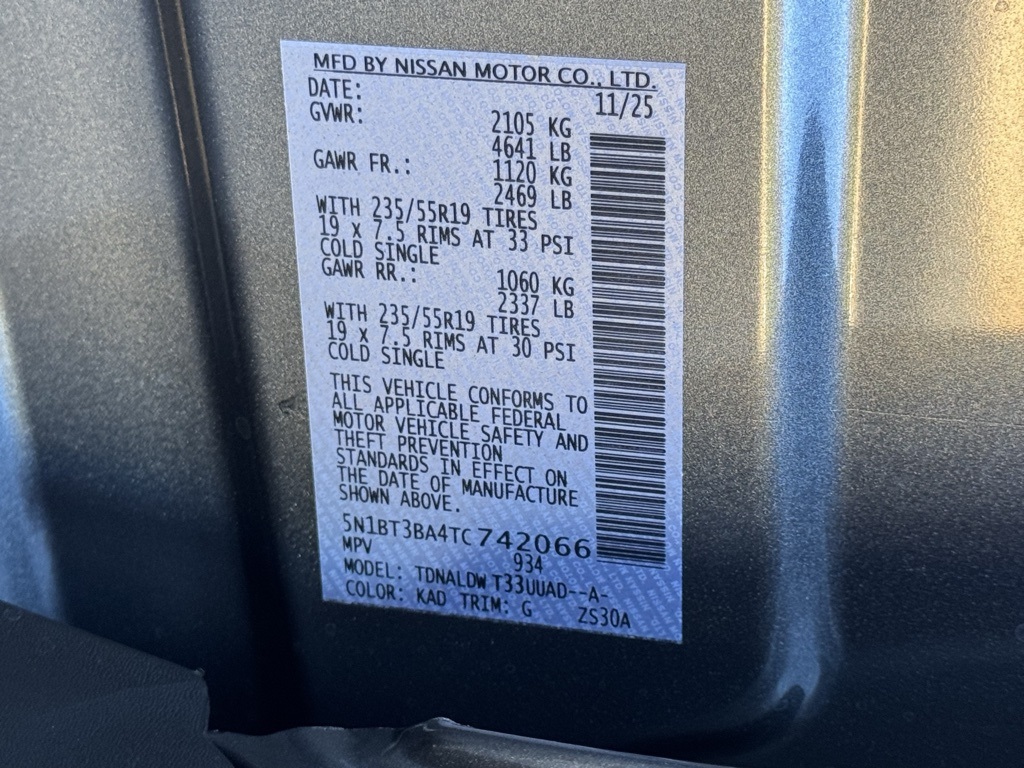 MFD BY NISSAN MOTOR CO., LTD.
DATE: 11/25
GVWR: 2105 KG
4641 LB
GAWR FR.: 1120 KG
2469 LB
WITH 235/55R19 TIRES
19 x 7.5 RIMS AT 33 PSI
COLD SINGLE
GAWR RR.: 1060 KG
2337 LB
WITH 235/55R19 TIRES
19 x 7.5 RIMS AT 30 PSI
COLD SINGLE
THIS VEHICLE CONFORMS TO
ALL APPLICABLE FEDERAL
MOTOR VEHICLE SAFETY AND
THEFT PREVENTION
STANDARDS IN EFFECT ON
THE DATE OF MANUFACTURE
SHOWN ABOVE.
5N1BT3BA4TC742066
MPV 934
MODEL: TDNALDW T33UUAD--A-
COLOR: KAD TRIM: G ZS30A